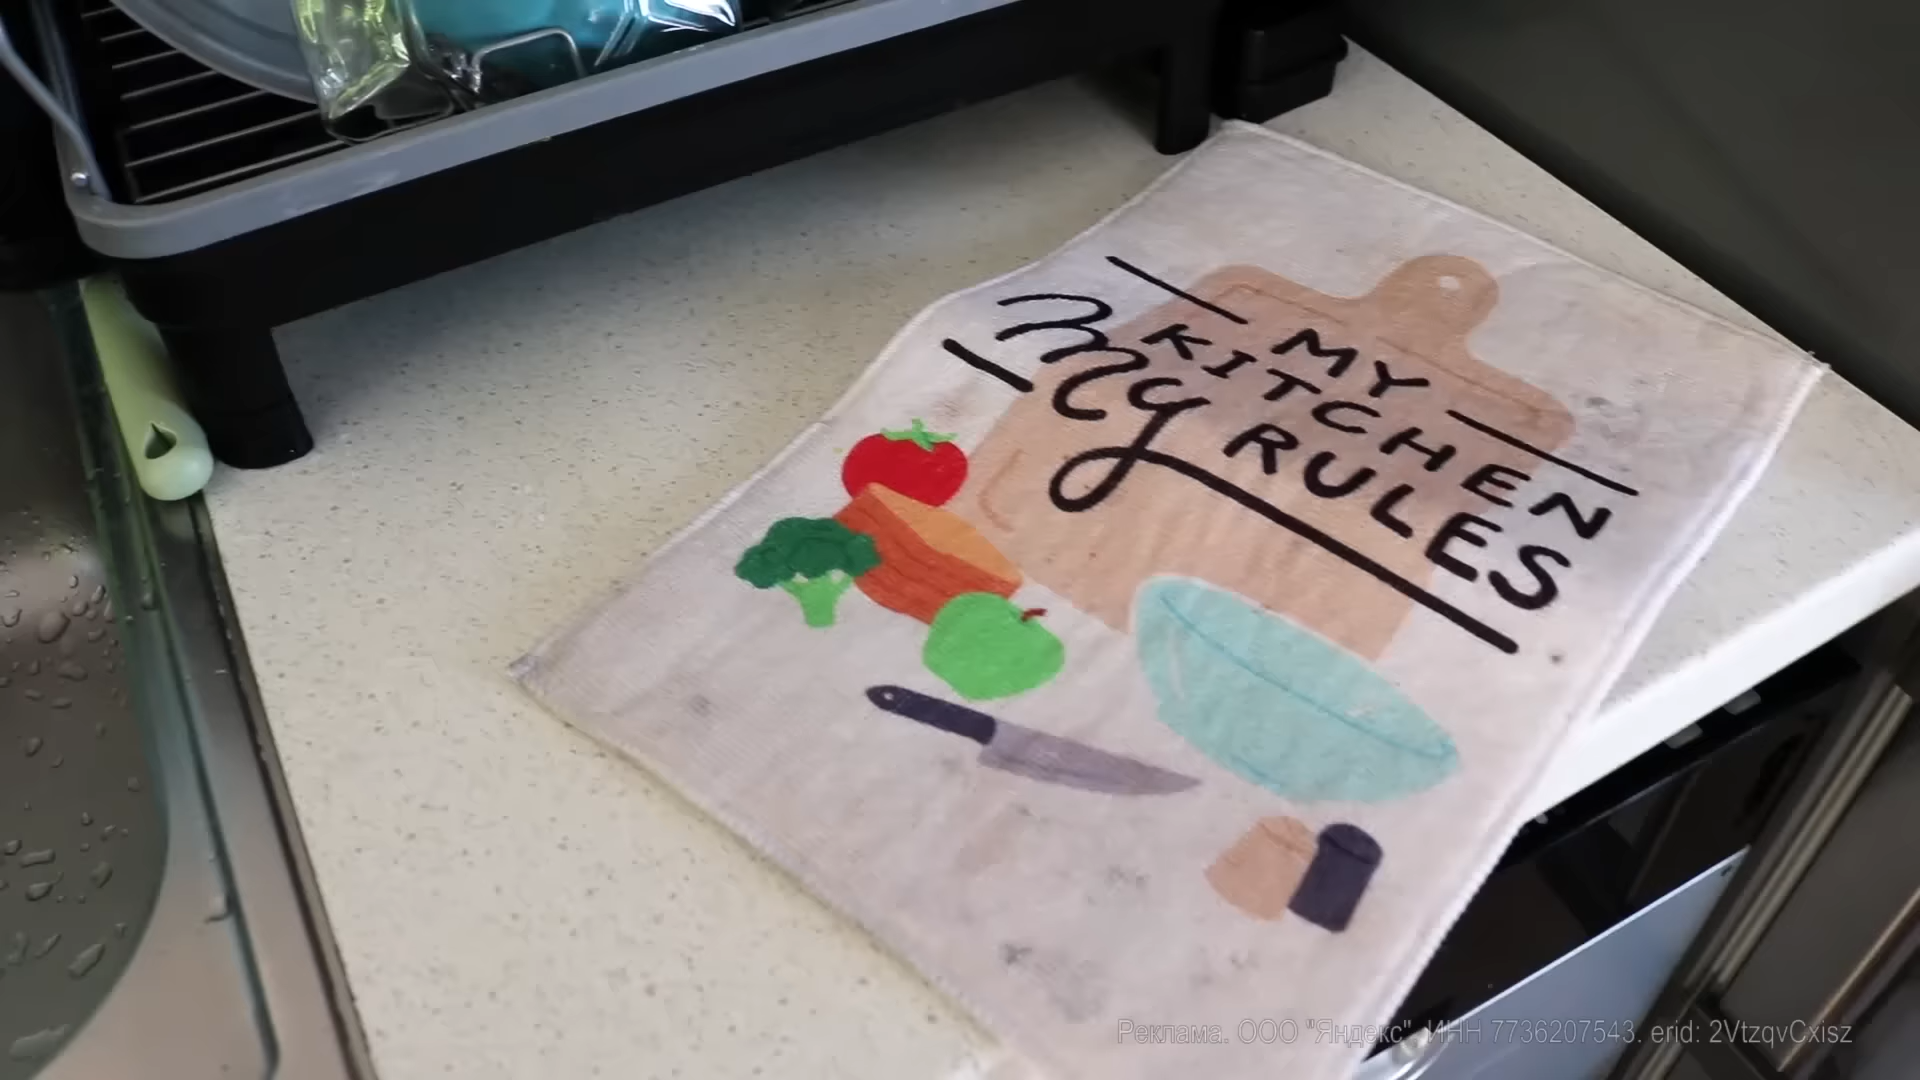 MY
KITCHEN
my RULES
Реклама. ООО "Яндекс", ИНН 7736207543. erid: 2VtzqvCxisz